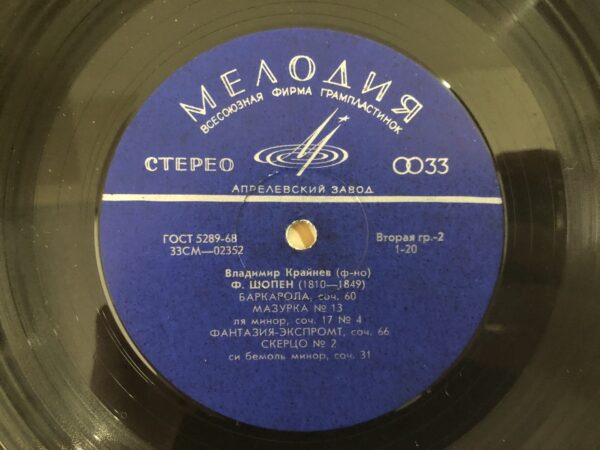 МЕЛОДИЯ
ВСЕСОЮЗНАЯ ФИРМА ГРАМПЛАСТИНОК
СТЕРЕО
33
АПРЕЛЕВСКИЙ ЗАВОД
ГОСТ 5289-68
33СМ—02352
Вторая гр.-2
1-20
Владимир Крайнев (ф-но)
Ф. ШОПЕН (1810—1849)
БАРКАРОЛА, соч. 60
МАЗУРКА № 13
ля минор, соч. 17 № 4
ФАНТАЗИЯ-ЭКСПРОМТ, соч. 66
СКЕРЦО № 2
си бемоль минор, соч. 31